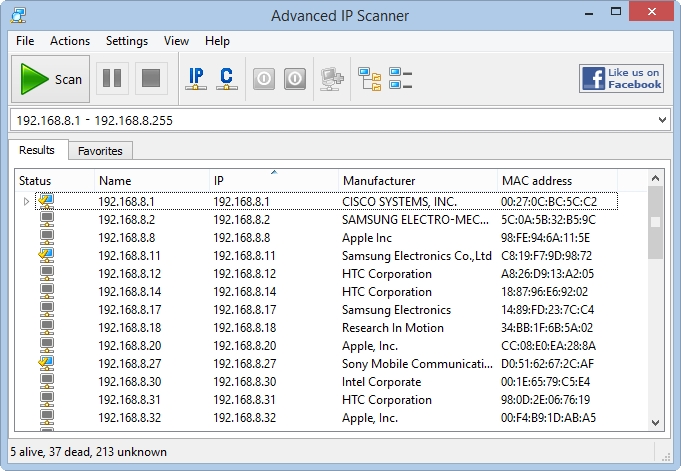 Advanced IP Scanner
File Actions Settings View Help
Scan IP C Like us on
Facebook
192.168.8.1 - 192.168.8.255
Results Favorites
Status Name IP Manufacturer MAC address
192.168.8.1 192.168.8.1 CISCO SYSTEMS, INC. 00:27:0C:BC:5C:C2
192.168.8.2 192.168.8.2 SAMSUNG ELECTRO-MEC... 5C:0A:5B:32:B5:9C
192.168.8.8 192.168.8.8 Apple Inc 98:FE:94:6A:11:5E
192.168.8.11 192.168.8.11 Samsung Electronics Co.,Ltd C8:19:F7:9D:98:72
192.168.8.12 192.168.8.12 HTC Corporation A8:26:D9:13:A2:05
192.168.8.14 192.168.8.14 HTC Corporation 18:87:96:E6:92:02
192.168.8.17 192.168.8.17 Samsung Electronics 14:89:FD:23:7C:C4
192.168.8.18 192.168.8.18 Research In Motion 34:BB:1F:6B:5A:02
192.168.8.20 192.168.8.20 Apple, Inc. CC:08:E0:EA:28:8A
192.168.8.27 192.168.8.27 Sony Mobile Communicati... D0:51:62:67:2C:AF
192.168.8.30 192.168.8.30 Intel Corporate 00:1E:65:79:C5:E4
192.168.8.31 192.168.8.31 HTC Corporation 98:0D:2E:06:76:19
192.168.8.32 192.168.8.32 Apple, Inc. 00:F4:B9:1D:AB:A5
5 alive, 37 dead, 213 unknown